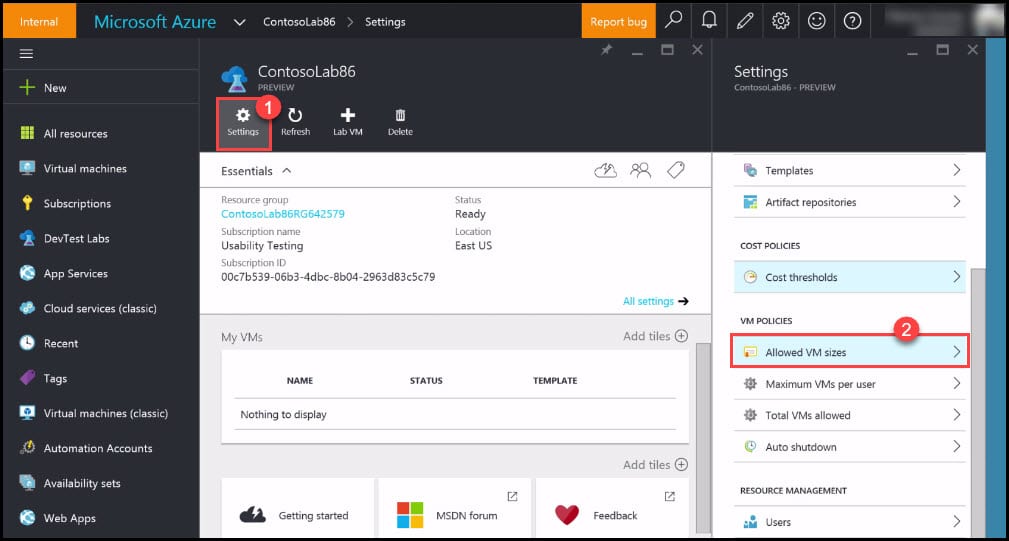 Internal
Microsoft Azure
ContosoLab86 > Settings
Report bug
New
All resources
Virtual machines
Subscriptions
DevTest Labs
App Services
Cloud services (classic)
Recent
Tags
Virtual machines (classic)
Automation Accounts
Availability sets
Web Apps
ContosoLab86
PREVIEW
1
Settings
Refresh
Lab VM
Delete
Essentials
Resource group
ContosoLab86RG642579
Status
Ready
Subscription name
Usability Testing
Location
East US
Subscription ID
00c7b539-06b3-4dbc-8b04-2963d83c5c79
All settings
My VMs
Add tiles
NAME STATUS TEMPLATE
Nothing to display
Add tiles
Getting started
MSDN forum
Feedback
Settings
ContosoLab86 - PREVIEW
Templates
Artifact repositories
COST POLICIES
Cost thresholds
VM POLICIES
2
Allowed VM sizes
Maximum VMs per user
Total VMs allowed
Auto shutdown
RESOURCE MANAGEMENT
Users